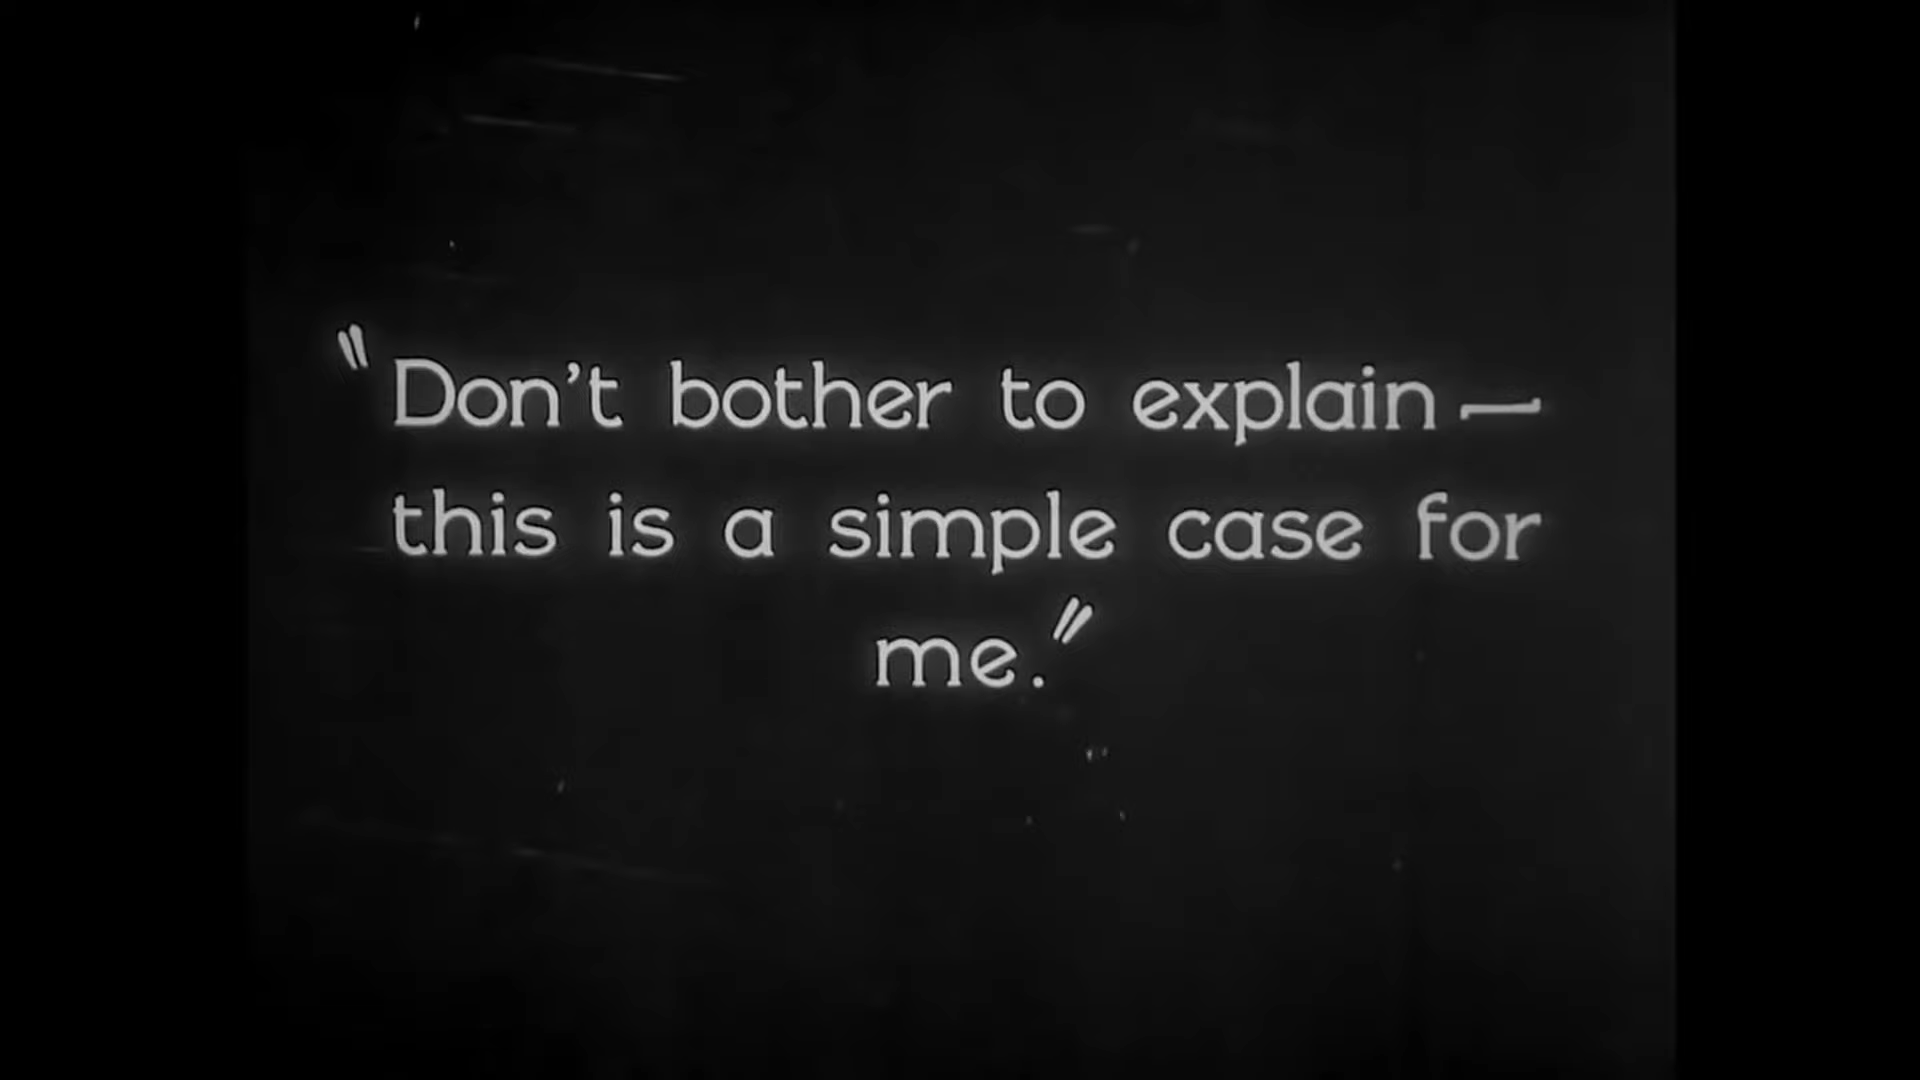 "Don't bother to explain—
this is a simple case for
me."